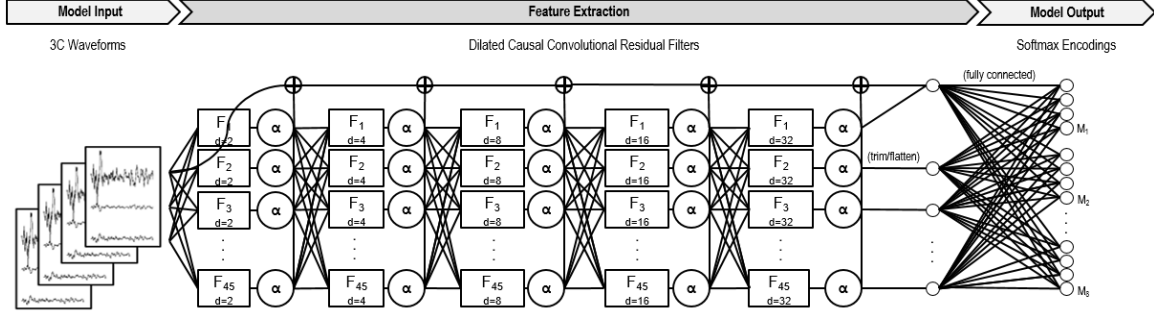 Model Input
Feature Extraction
Model Output
3C Waveforms
Dilated Causal Convolutional Residual Filters
Softmax Encodings
(fully connected)
F1 d=2 α F1 d=4 α F1 d=8 α F1 d=16 α F1 d=32 α
M1
F2 d=2 α F2 d=4 α F2 d=8 α F2 d=16 α F2 d=32 α
(trim/flatten)
M2
F3 d=2 α F3 d=4 α F3 d=8 α F3 d=16 α F3 d=32 α
F45 d=2 α F45 d=4 α F45 d=8 α F45 d=16 α F45 d=32 α
M8